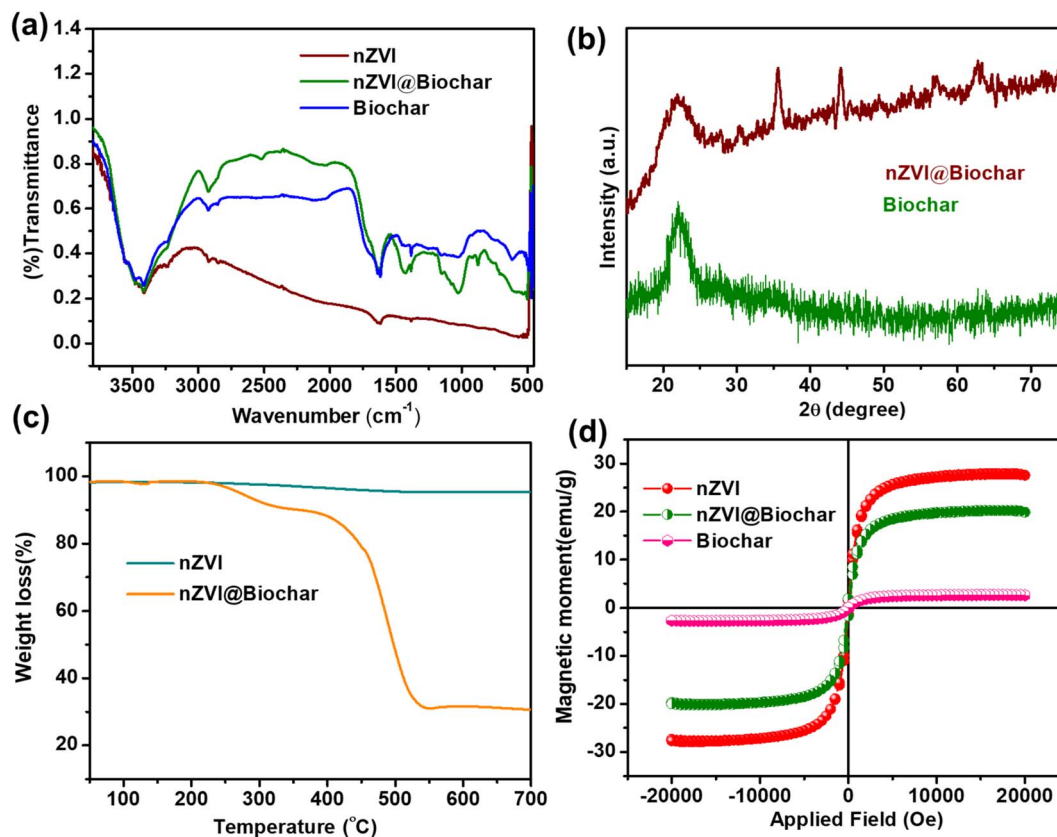 (a)
1.4
1.2
1.0
0.8
0.6
0.4
0.2
0.0
(%)Transmittance
nZVI
nZVI@Biochar
Biochar
3500 3000 2500 2000 1500 1000 500
Wavenumber (cm⁻¹)
(b)
Intensity (a.u.)
nZVI@Biochar
Biochar
20 30 40 50 60 70
2θ (degree)
(c)
100
80
60
40
20
Weight loss(%)
nZVI
nZVI@Biochar
100 200 300 400 500 600 700
Temperature (°C)
(d)
30
20
10
0
-10
-20
-30
Magnetic moment(emu/g)
nZVI
nZVI@Biochar
Biochar
-20000 -10000 0 10000 20000
Applied Field (Oe)